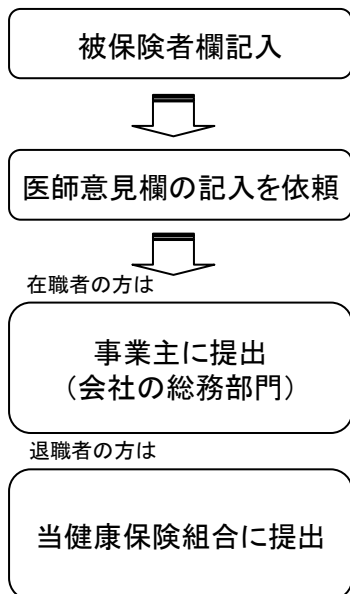 被保険者欄記入
医師意見欄の記入を依頼
在職者の方は
事業主に提出
（会社の総務部門）
退職者の方は
当健康保険組合に提出